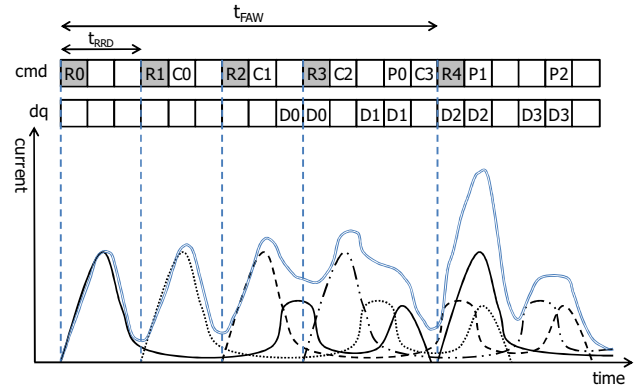 tFAW
tRRD
cmd R0 R1 C0 R2 C1 R3 C2 P0 C3 R4 P1 P2
dq D0 D0 D1 D1 D2 D2 D3 D3
current
time